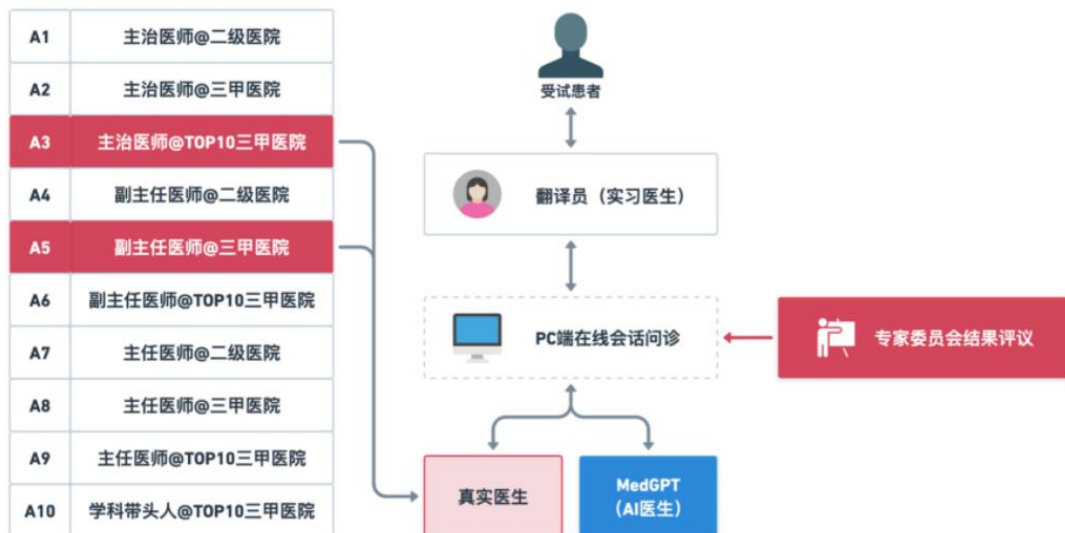 A1 主治医师@二级医院
A2 主治医师@三甲医院
A3 主治医师@TOP10三甲医院
A4 副主任医师@二级医院
A5 副主任医师@三甲医院
A6 副主任医师@TOP10三甲医院
A7 主任医师@二级医院
A8 主任医师@三甲医院
A9 主任医师@TOP10三甲医院
A10 学科带头人@TOP10三甲医院
受试患者
翻译员（实习医生）
PC端在线会话问诊
专家委员会结果评议
真实医生
MedGPT
（AI医生）